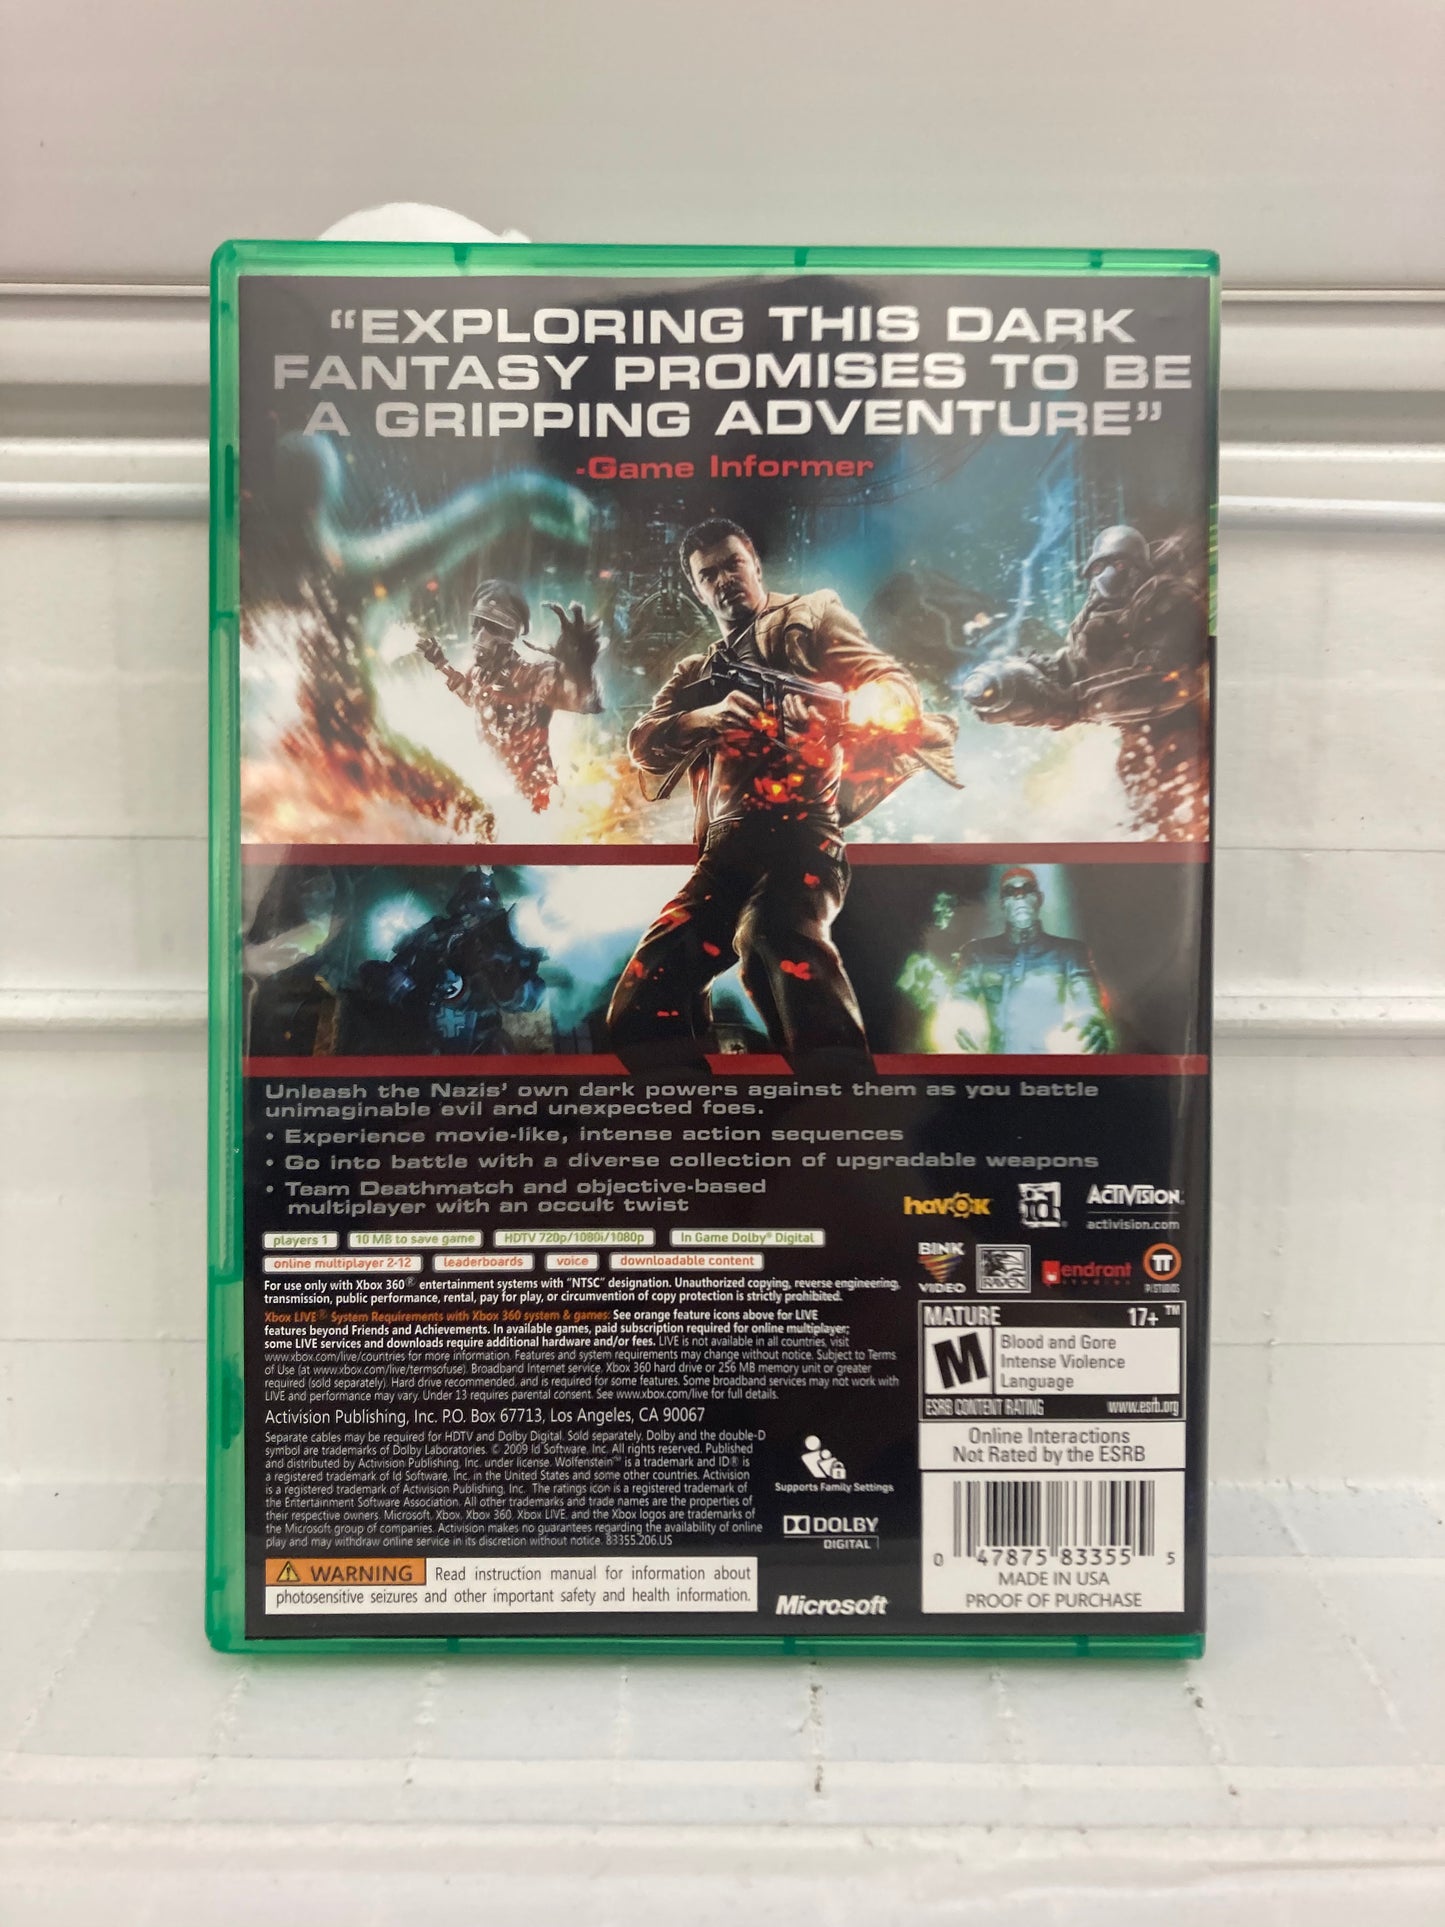 “EXPLORING THIS DARK
FANTASY PROMISES TO BE
A GRIPPING ADVENTURE”
-Game Informer
Unleash the Nazis' own dark powers against them as you battle
unimaginable evil and unexpected foes.
• Experience movie-like, intense action sequences
• Go into battle with a diverse collection of upgradable weapons
• Team Deathmatch and objective-based
multiplayer with an occult twist
havok
ACTIVISION
activision.com
players 1
10 MB to save game
HDTV 720p/1080i/1080p
In Game Dolby® Digital
online multiplayer 2-12
leaderboards
voice
downloadable content
BINK
VIDEO
RAVEN
endrant
studios
PI STUDIOS
For use only with Xbox 360® entertainment systems with “NTSC” designation. Unauthorized copying, reverse engineering,
transmission, public performance, rental, pay for play, or circumvention of copy protection is strictly prohibited.
Xbox LIVE® System Requirements with Xbox 360 system & games: See orange feature icons above for LIVE
features beyond Friends and Achievements. In available games, paid subscription required for online multiplayer;
some LIVE services and downloads require additional hardware and/or fees. LIVE is not available in all countries, visit
www.xbox.com/live/countries for more information. Features and system requirements may change without notice. Subject to Terms
of Use (at www.xbox.com/live/termsofuse). Broadband Internet service, Xbox 360 hard drive or 256 MB memory unit or greater
required (sold separately). Hard drive recommended, and is required for some features. Some broadband services may not work with
LIVE and performance may vary. Under 13 requires parental consent. See www.xbox.com/live for full details.
Activision Publishing, Inc. P.O. Box 67713, Los Angeles, CA 90067
Separate cables may be required for HDTV and Dolby Digital. Sold separately. Dolby and the double-D
symbol are trademarks of Dolby Laboratories. © 2009 Id Software, Inc. All rights reserved. Published
and distributed by Activision Publishing, Inc. under license. Wolfenstein™ is a trademark and ID® is
a registered trademark of Id Software, Inc. in the United States and some other countries. Activision
is a registered trademark of Activision Publishing, Inc. The ratings icon is a registered trademark of
the Entertainment Software Association. All other trademarks and trade names are the properties of
their respective owners. Microsoft, Xbox, Xbox 360, Xbox LIVE, and the Xbox logos are trademarks of
the Microsoft group of companies. Activision makes no guarantees regarding the availability of online
play and may withdraw online service in its discretion without notice. 83355.206.US
WARNING Read instruction manual for information about
photosensitive seizures and other important safety and health information.
Supports Family Settings
DOLBY
DIGITAL
Microsoft
MATURE 17+ ™
M
Blood and Gore
Intense Violence
Language
ESRB CONTENT RATING www.esrb.org
Online Interactions
Not Rated by the ESRB
0 47875 83355 5
MADE IN USA
PROOF OF PURCHASE